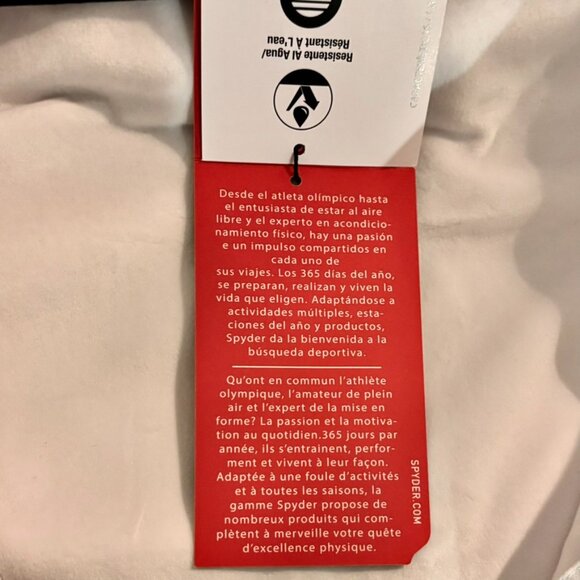 Resistente Al Agua/
Résistant À L'eau
Desde el atleta olímpico hasta
el entusiasta de estar al aire
libre y el experto en acondicio-
namiento físico, hay una pasión
e un impulso compartidos en
cada uno de
sus viajes. Los 365 días del año,
se preparan, realizan y viven la
vida que eligen. Adaptándose a
actividades múltiples, esta-
ciones del año y productos,
Spyder da la bienvenida a la
búsqueda deportiva.
Qu'ont en commun l'athlète
olympique, l'amateur de plein
air et l'expert de la mise en
forme? La passion et la motiva-
tion au quotidien.365 jours par
année, ils s'entrainent, perfor-
ment et vivent à leur façon.
Adaptée à une foule d'activités
et à toutes les saisons, la
gamme Spyder propose de
nombreux produits qui com-
plètent à merveille votre quête
d'excellence physique.
SPYDER.COM